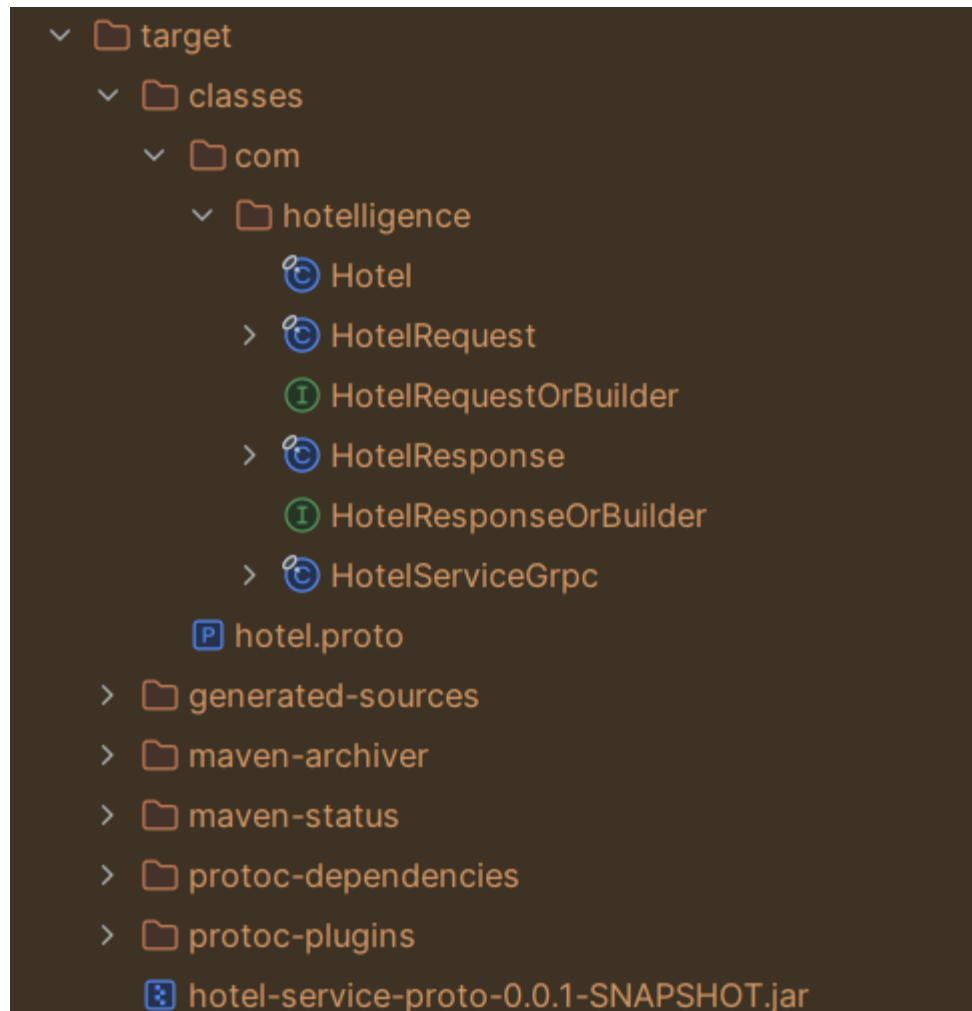 target
classes
com
hotelligence
Hotel
HotelRequest
HotelRequestOrBuilder
HotelResponse
HotelResponseOrBuilder
HotelServiceGrpc
hotel.proto
generated-sources
maven-archiver
maven-status
protoc-dependencies
protoc-plugins
hotel-service-proto-0.0.1-SNAPSHOT.jar